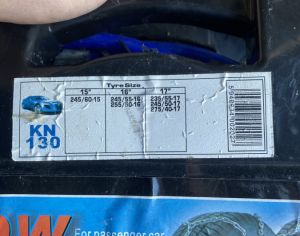 Tyre Size
15" 16" 17"
245/60-15 245/55-16 235/55-17
255/50-16 245/50-17
275/40-17
KN
130
For passenger car